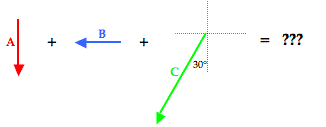 A + B + C 30° = ???